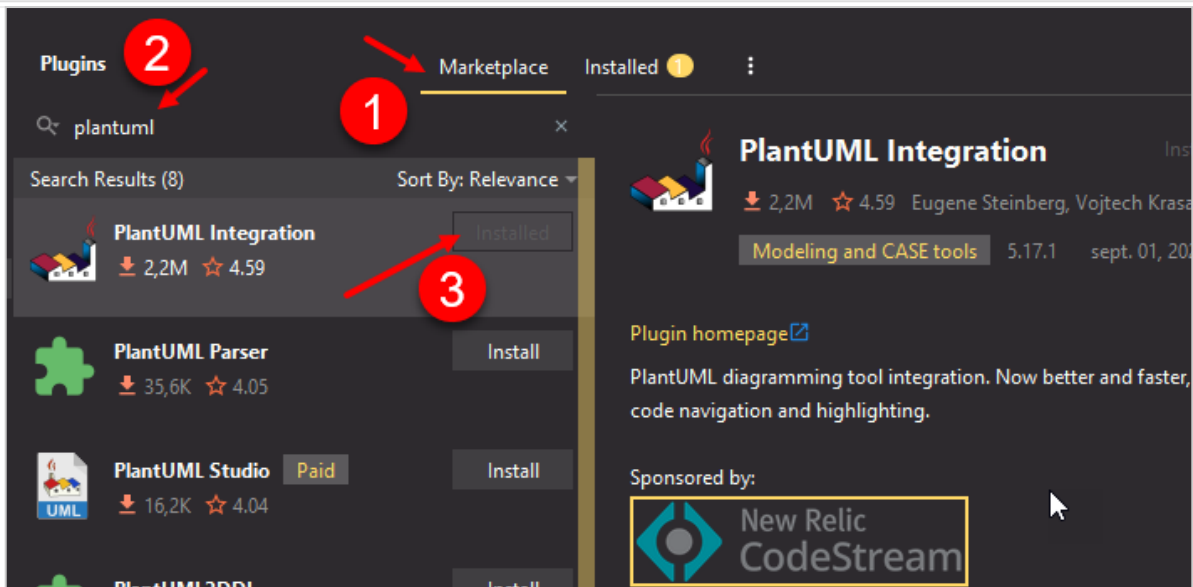 Plugins
2
Marketplace
Installed 1
1
plantuml
Search Results (8)
Sort By: Relevance
PlantUML Integration
Installed
2,2M 4.59
3
PlantUML Parser
Install
35,6K 4.05
PlantUML Studio Paid
Install
UML
16,2K 4.04
Install
PlantUML Integration
2,2M 4.59 Eugene Steinberg, Vojtech
Modeling and CASE tools 5.17.1 sept. 01,
Plugin homepage
PlantUML diagramming tool integration. Now better and faster,
code navigation and highlighting.
Sponsored by:
New Relic
CodeStream